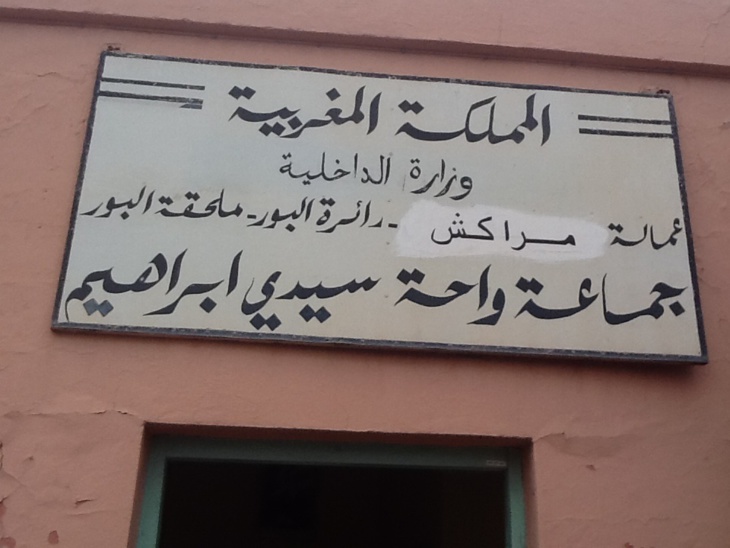 المملكة المغربية
وزارة الداخلية
عمالة مراكش - دائرة البور - ملحقة البور
جماعة واحة سيدي ابراهيم